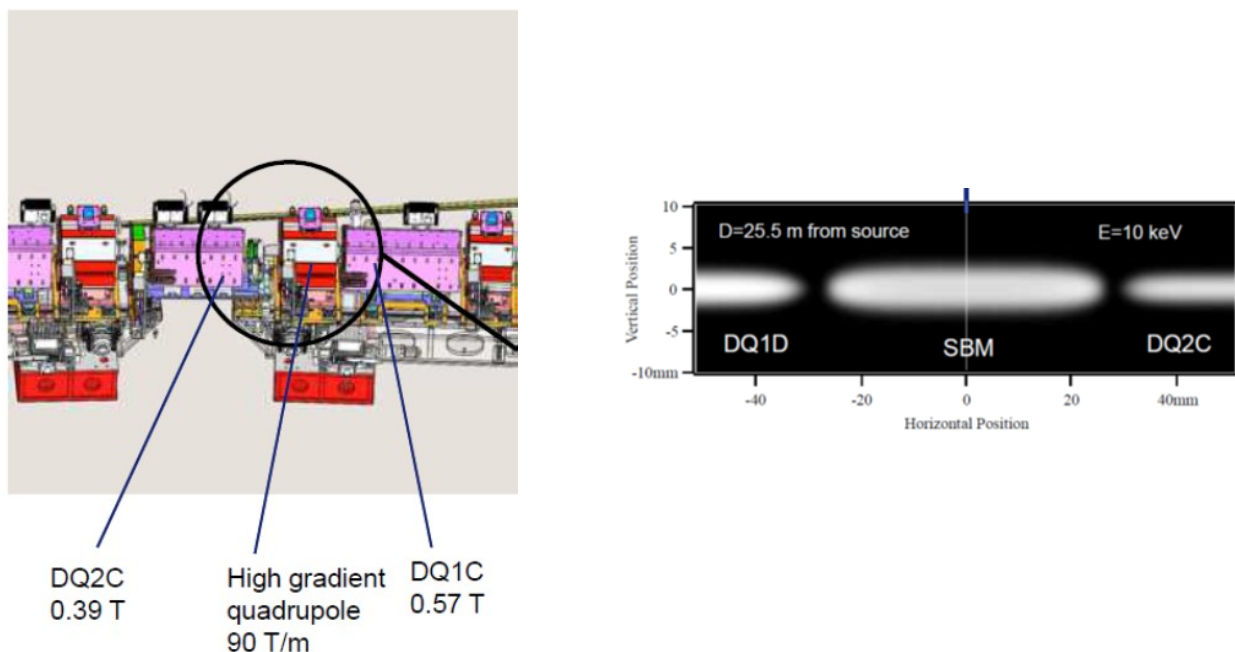 DQ2C
0.39 T
High gradient
quadrupole
90 T/m
DQ1C
0.57 T
D=25.5 m from source
E=10 keV
DQ1D
SBM
DQ2C
Vertical Position
10
5
0
-5
-10mm
-40
-20
0
20
40mm
Horizontal Position